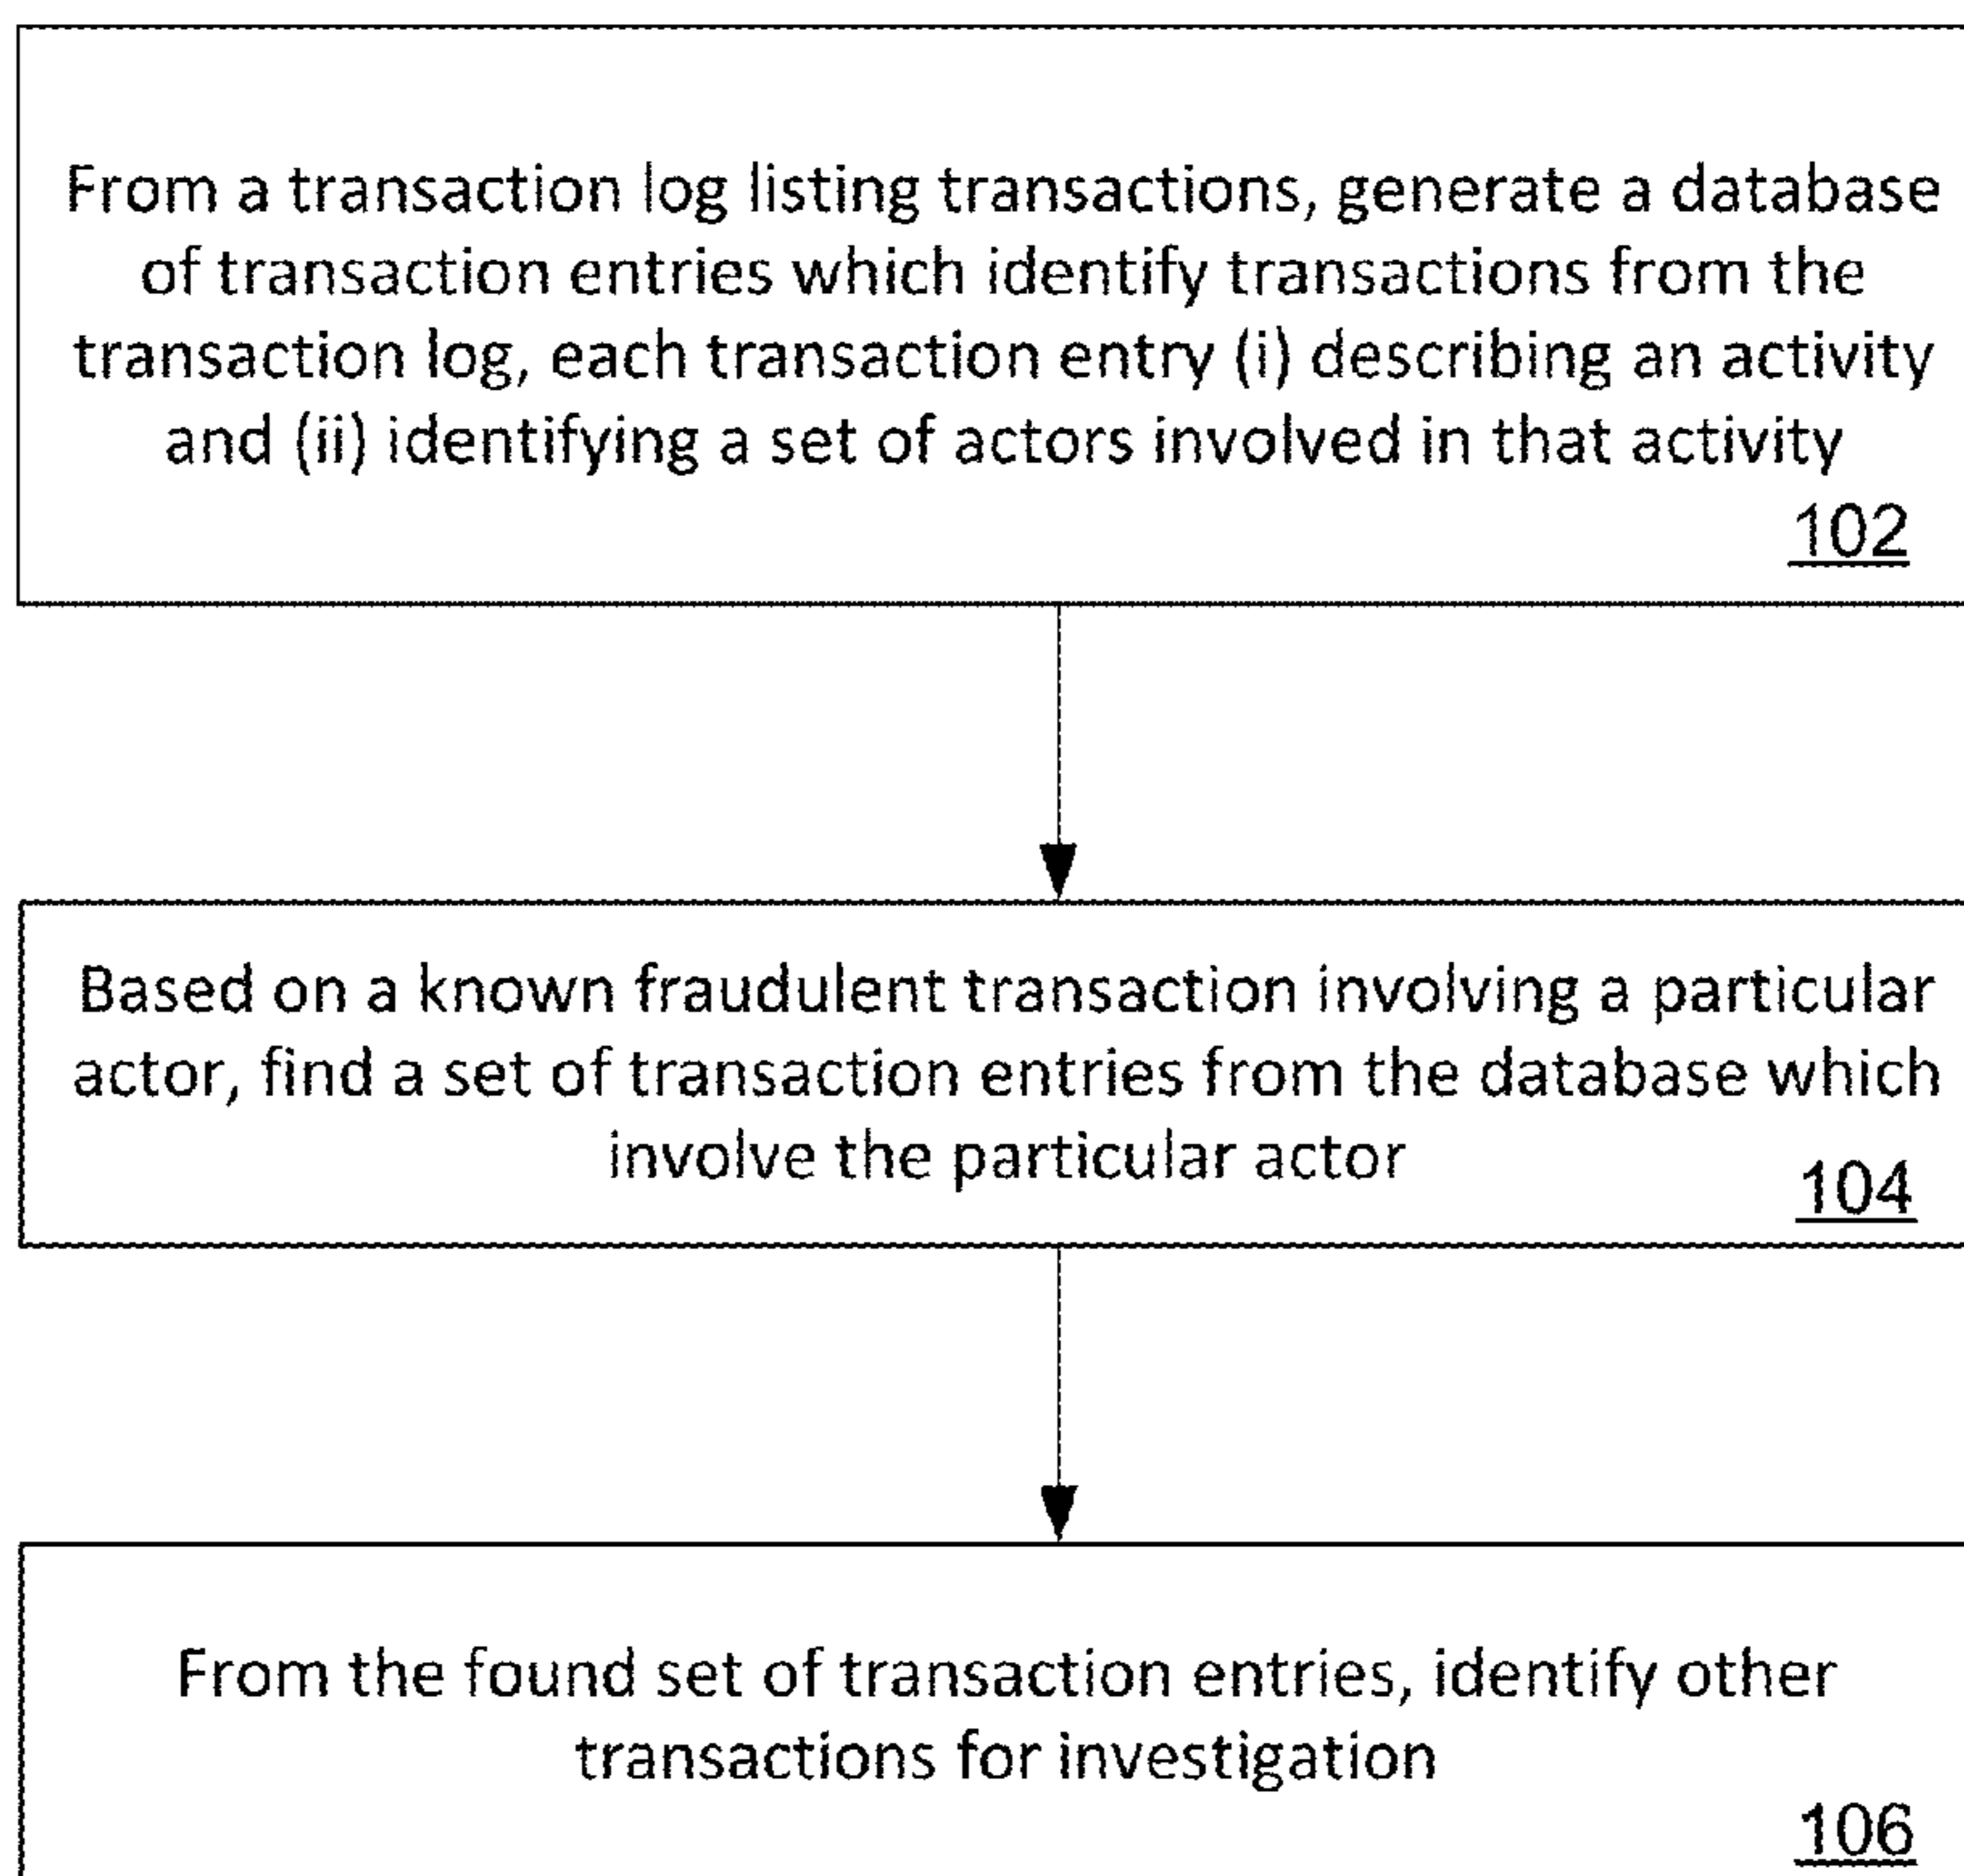 From a transaction log listing transactions, generate a database
of transaction entries which identify transactions from the
transaction log, each transaction entry (i) describing an activity
and (ii) identifying a set of actors involved in that activity
102
Based on a known fraudulent transaction involving a particular
actor, find a set of transaction entries from the database which
involve the particular actor
104
From the found set of transaction entries, identify other
transactions for investigation
106